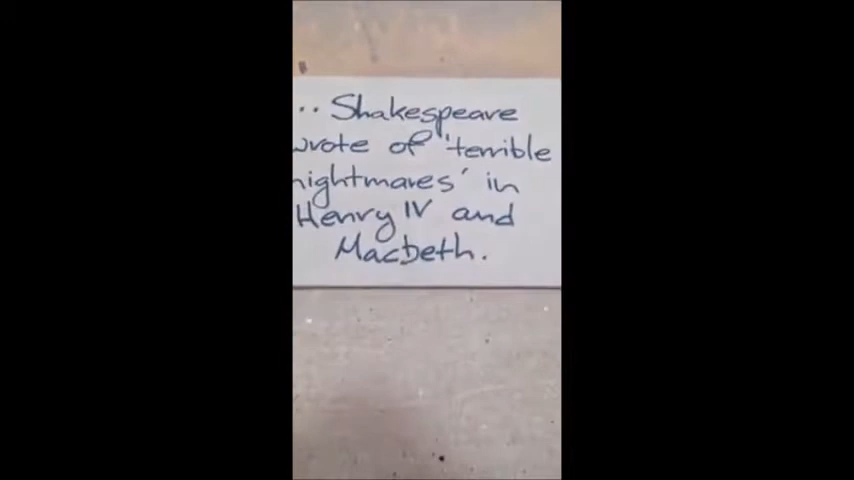 .. Shakespeare
wrote of 'terrible
nightmares' in
Henry IV and
Macbeth.